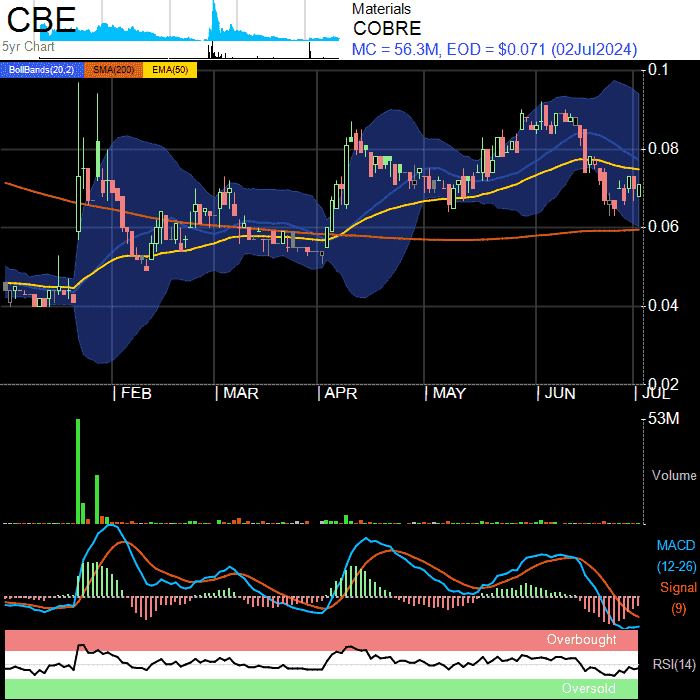 CBE
5yr Chart
Materials
COBRE
MC = 56.3M, EOD = $0.071 (02Jul2024)
BollBands(20,2) SMA(200) EMA(50)
0.1
0.08
0.06
0.04
0.02
FEB MAR APR MAY JUN JUL
53M
Volume
MACD
(12-26)
Signal
(9)
Overbought
RSI(14)
Oversold